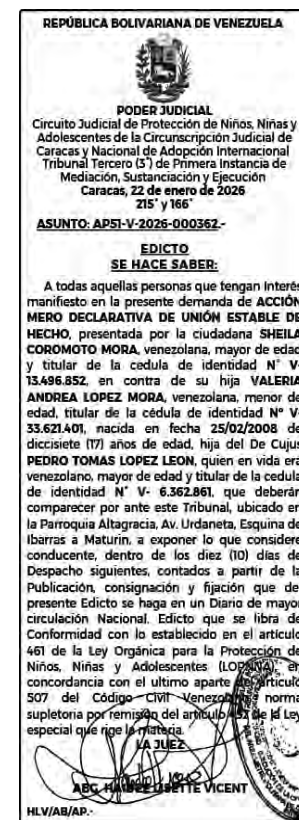 REPÚBLICA BOLIVARIANA DE VENEZUELA
PODER JUDICIAL
Circuito Judicial de Protección de Niños, Niñas y
Adolescentes de la Circunscripción Judicial de
Caracas y Nacional de Adopción Internacional
Tribunal Tercero (3°) de Primera Instancia de
Mediación, Sustanciación y Ejecución
Caracas, 22 de enero de 2026
215° y 166°
ASUNTO: AP51-V-2026-000362.-
EDICTO
SE HACE SABER:
A todas aquellas personas que tengan interés
manifiesto en la presente demanda de ACCIÓN
MERO DECLARATIVA DE UNIÓN ESTABLE DE
HECHO, presentada por la ciudadana SHEILA
COROMOTO MORA, venezolana, mayor de edad
y titular de la cedula de identidad N° V-
13.496.852, en contra de su hija VALERIA
ANDREA LOPEZ MORA, venezolana, menor de
edad, titular de la cédula de identidad N° V-
33.621.401, nacida en fecha 25/02/2008 de
diccisiete (17) años de edad, hija del De Cujus
PEDRO TOMAS LOPEZ LEON, quien en vida era
venezolano, mayor de edad y titular de la cedula
de identidad N° V- 6.362.861, que deberán
comparecer por ante este Tribunal, ubicado en
la Parroquia Altagracia, Av. Urdaneta, Esquina de
Ibarras a Maturin, a exponer lo que considere
conducente, dentro de los diez (10) días de
Despacho siguientes, contados a partir de la
Publicación, consignación y fijación que del
presente Edicto se haga en un Diario de mayor
circulación Nacional. Edicto que se libra de
Conformidad con lo establecido en el artículo
461 de la Ley Orgánica para la Protección de
Niños, Niñas y Adolescentes (LOPNNA), en
concordancia con el ultimo aparte del Artículo
507 del Código Civil Venezolano, norma
supletoria por remisión del artículo 452 de la Ley
especial que rige la materia.
LA JUEZ
ABG. LISETTE VICENT
HLV/AB/AP.-